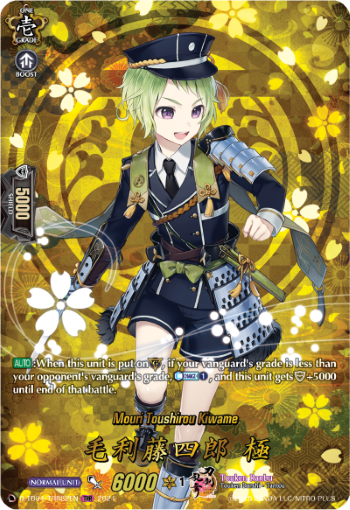 ONE
壱
GRADE
BOOST
5000
SHIELD
AUTO:When this unit is put on , if your vanguard's grade is less than
your opponent's vanguard's grade, 1, and this unit gets +5000
until end of that battle.
Mouri Toushirou Kiwame
毛利藤四郎 極
NORMAL UNIT
6000 1
Touken Ranbu